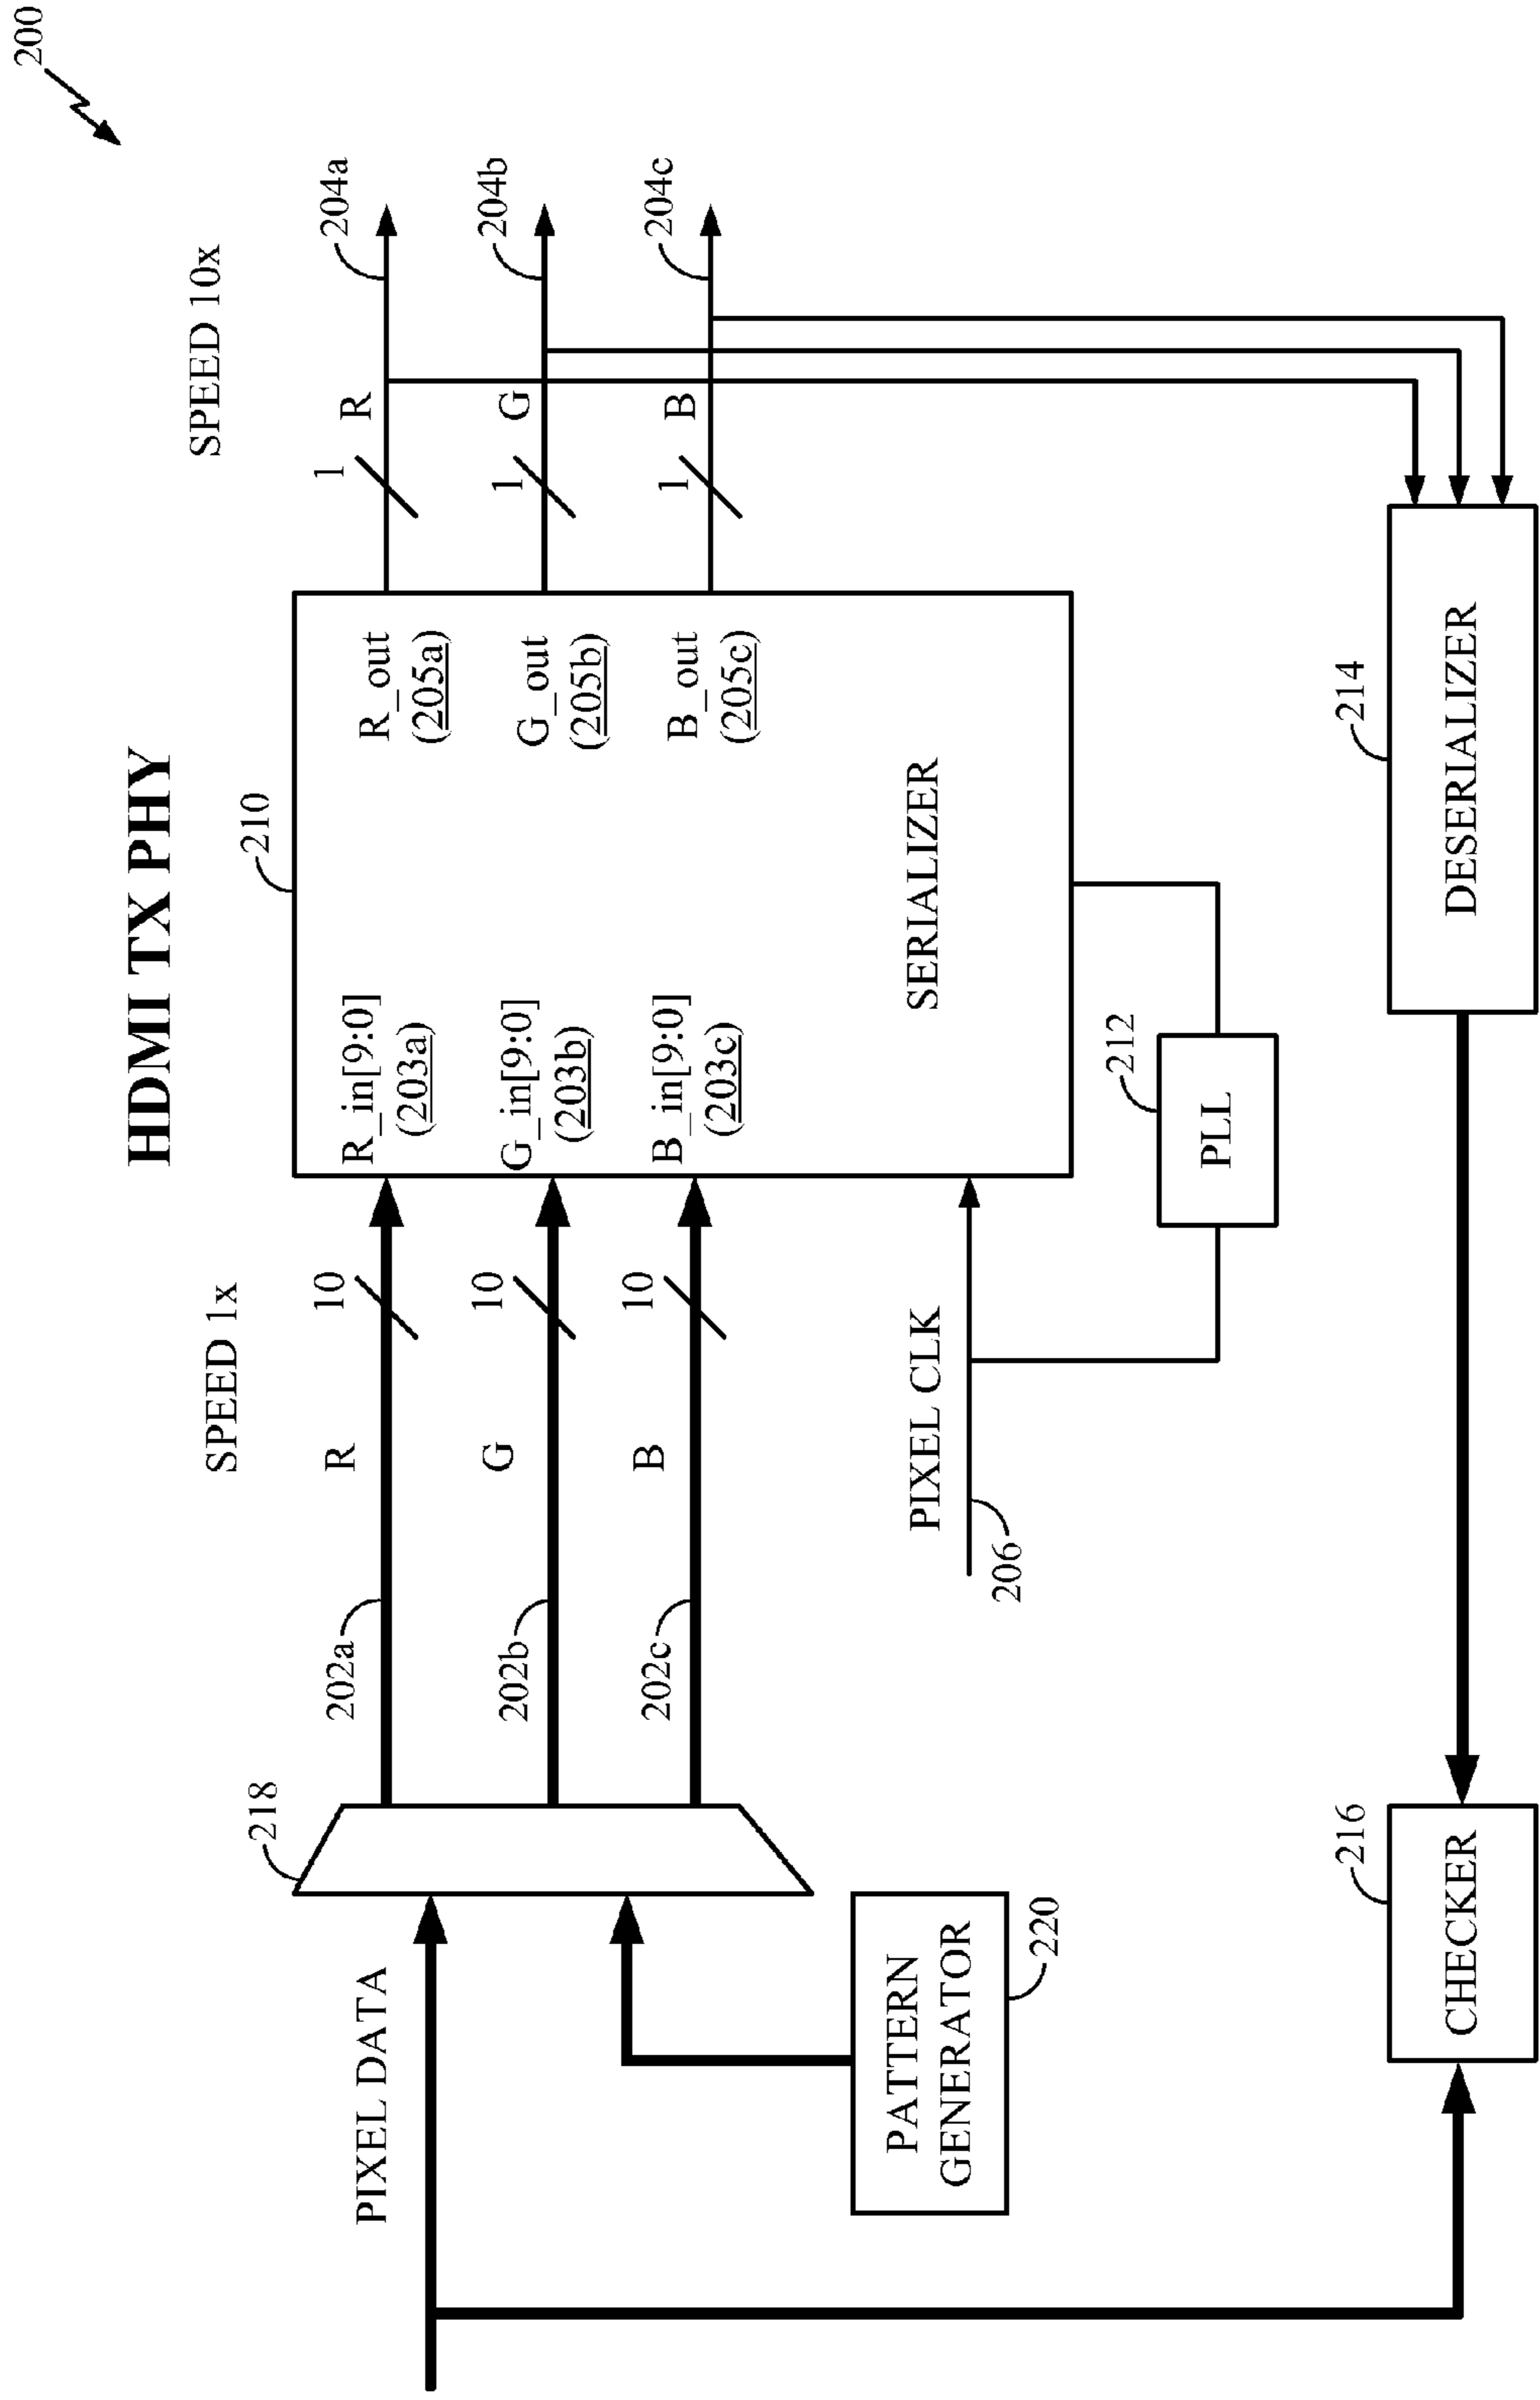 200
HDMI TX PHY
SPEED 1x
SPEED 10x
218
210
PIXEL DATA
202a
R
10
R_in[9:0]
(203a)
R_out
(205a)
1
R
204a
202b
G
10
G_in[9:0]
(203b)
G_out
(205b)
1
G
204b
202c
B
10
B_in[9:0]
(203c)
B_out
(205c)
1
B
204c
PATTERN
GENERATOR
220
PIXEL CLK
206
SERIALIZER
212
PLL
216
CHECKER
214
DESERIALIZER